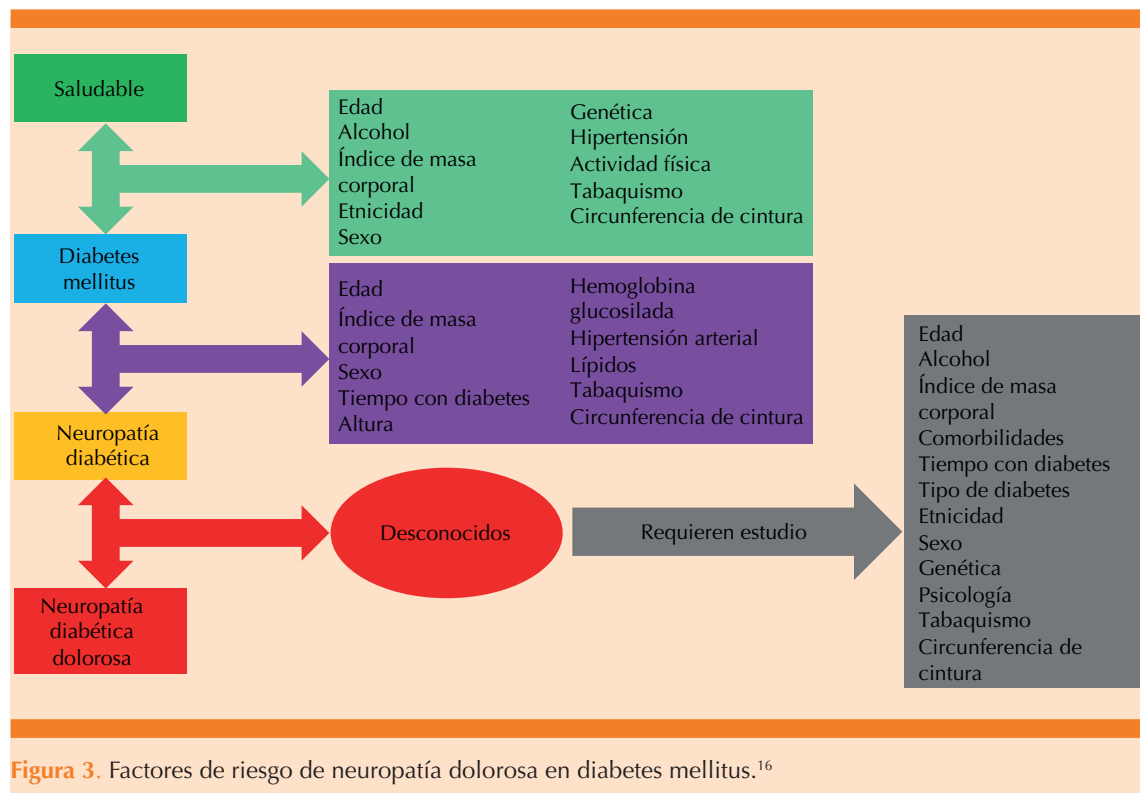 Saludable
Edad
Alcohol
Índice de masa
corporal
Etnicidad
Sexo
Genética
Hipertensión
Actividad física
Tabaquismo
Circunferencia de cintura
Diabetes
mellitus
Edad
Índice de masa
corporal
Sexo
Tiempo con diabetes
Altura
Hemoglobina
glucosilada
Hipertensión arterial
Lípidos
Tabaquismo
Circunferencia de cintura
Neuropatía
diabética
Desconocidos
Requieren estudio
Edad
Alcohol
Índice de masa
corporal
Comorbilidades
Tiempo con diabetes
Tipo de diabetes
Etnicidad
Sexo
Genética
Psicología
Tabaquismo
Circunferencia de
cintura
Neuropatía
diabética
dolorosa
Figura 3. Factores de riesgo de neuropatía dolorosa en diabetes mellitus.16